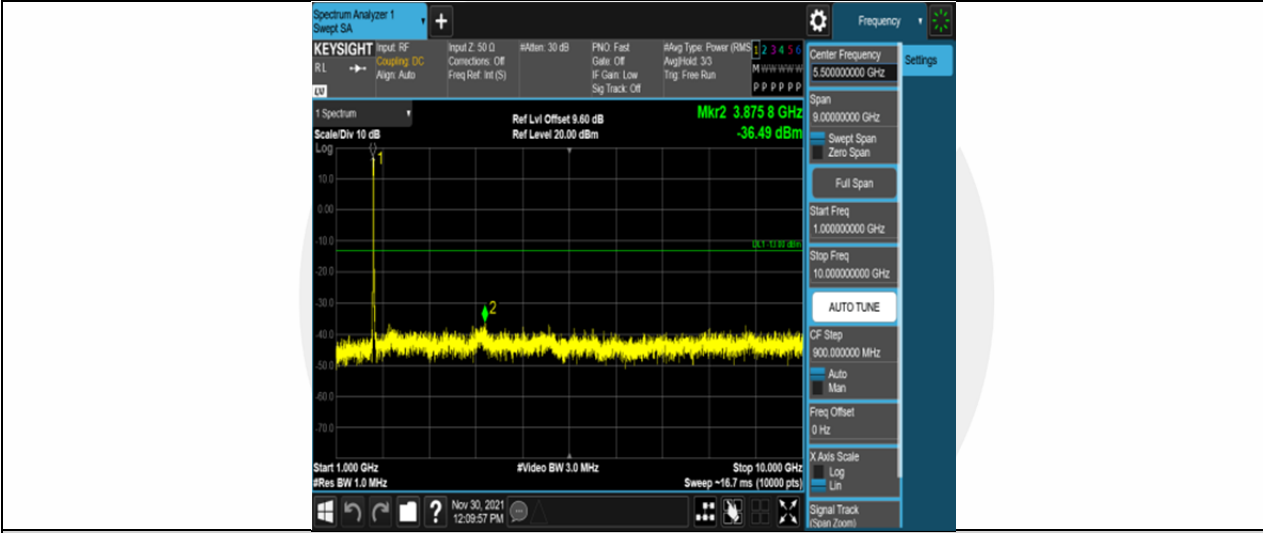 Spectrum Analyzer 1
Swept SA
+
Frequency
KEYSIGHT
RL
LV
Input: RF
Coupling: DC
Align: Auto
Input Z: 50 Ω
Corrections: Off
Freq Ref: Int (S)
#Atten: 30 dB
PNO: Fast
Gate: Off
IF Gain: Low
Sig Track: Off
#Avg Type: Power (RMS
Avg|Hold: 3/3
Trig: Free Run
1 2 3 4 5 6
M W W W W W
P P P P P P
1 Spectrum
Scale/Div 10 dB
Ref Lvl Offset 9.60 dB
Ref Level 20.00 dBm
Mkr2 3.875 8 GHz
-36.49 dBm
Log
1
10.0
0.00
-10.0
DL1 -13.00 dBm
-20.0
-30.0
2
-40.0
-50.0
-60.0
-70.0
Start 1.000 GHz
#Res BW 1.0 MHz
#Video BW 3.0 MHz
Stop 10.000 GHz
Sweep ~16.7 ms (10000 pts)
?
Nov 30, 2021
12:09:57 PM
Center Frequency
5.500000000 GHz
Settings
Span
9.00000000 GHz
Swept Span
Zero Span
Full Span
Start Freq
1.000000000 GHz
Stop Freq
10.000000000 GHz
AUTO TUNE
CF Step
900.000000 MHz
Auto
Man
Freq Offset
0 Hz
X Axis Scale
Log
Lin
Signal Track
(Span Zoom)